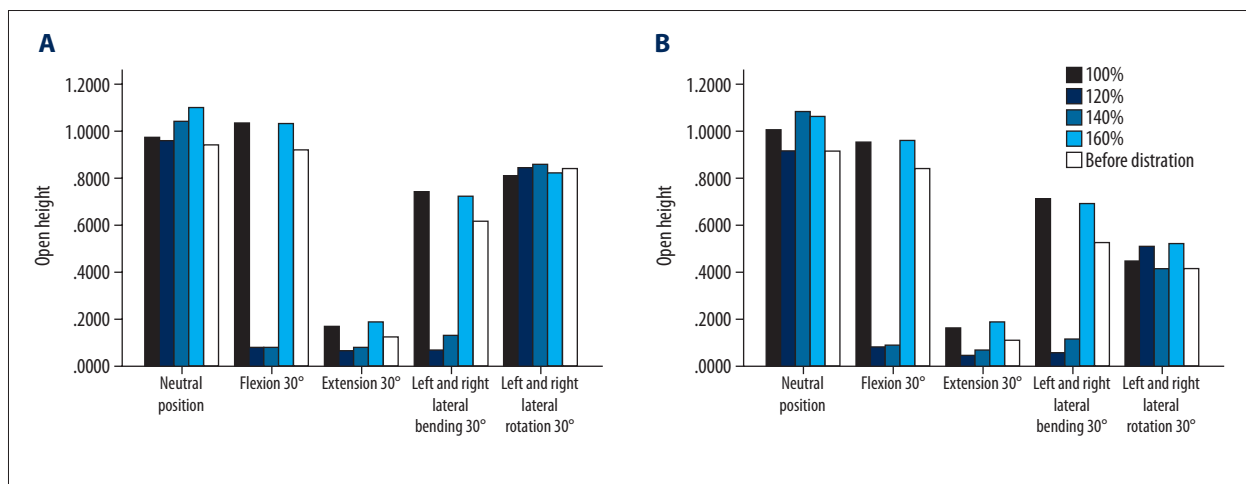 A
Open height
1.2000
1.0000
.8000
.6000
.4000
.2000
.0000
Neutral
position
Flexion 30°
Extension 30°
Left and right
lateral
bending 30°
Left and right
lateral
rotation 30°
B
Open height
1.2000
1.0000
.8000
.6000
.4000
.2000
.0000
100%
120%
140%
160%
Before distration
Neutral
position
Flexion 30°
Extension 30°
Left and right
lateral
bending 30°
Left and right
lateral
rotation 30°